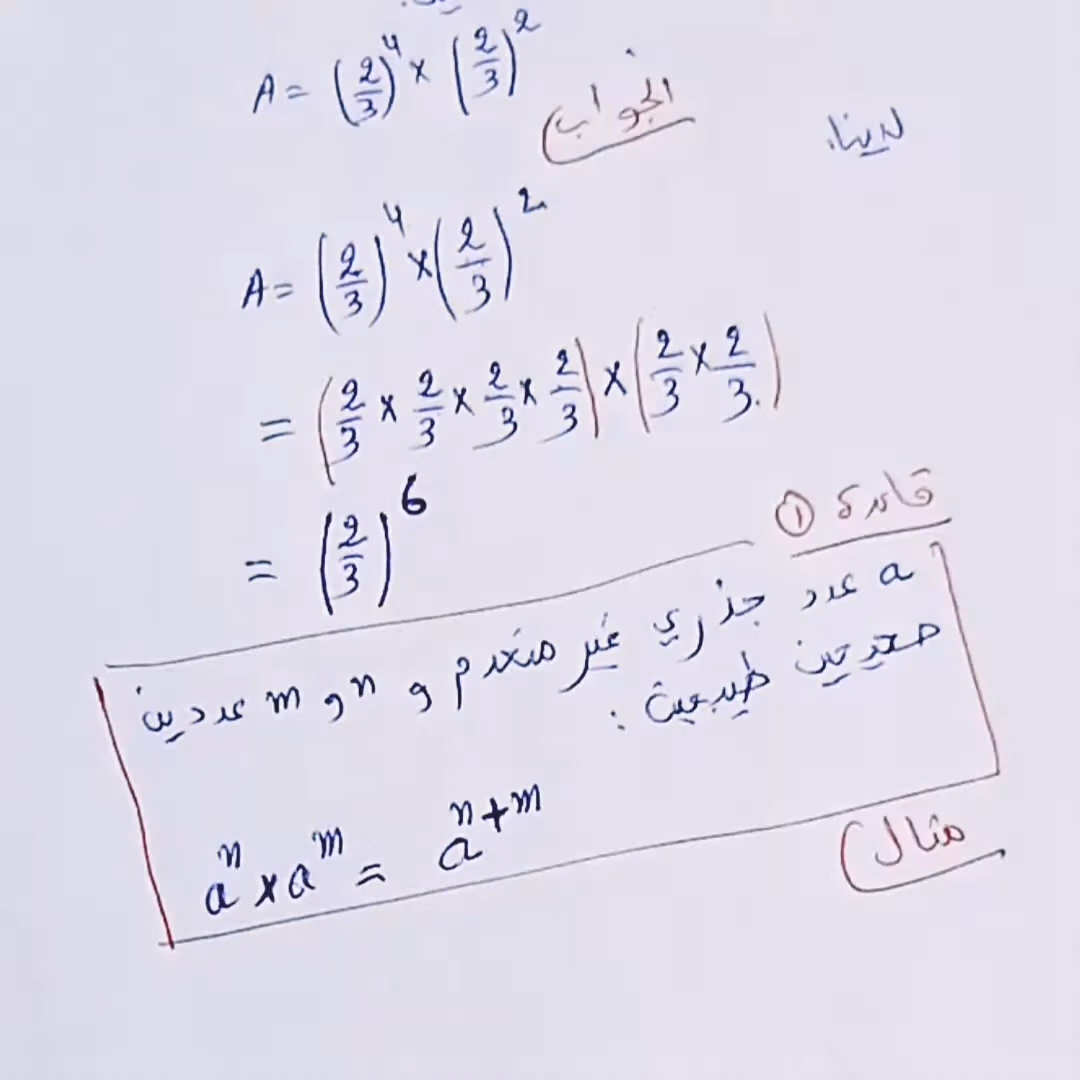 A = (2/3)^4 × (2/3)^2
الجواب
لدينا:
A = (2/3)^4 × (2/3)^2
= (2/3 × 2/3 × 2/3 × 2/3) × (2/3 × 2/3)
= (2/3)^6
قاعدة ①
a عدد جذري غير منعدم و n و m عددين
صحيحين طبيعيين :
a^n × a^m = a^{n+m}
مثال